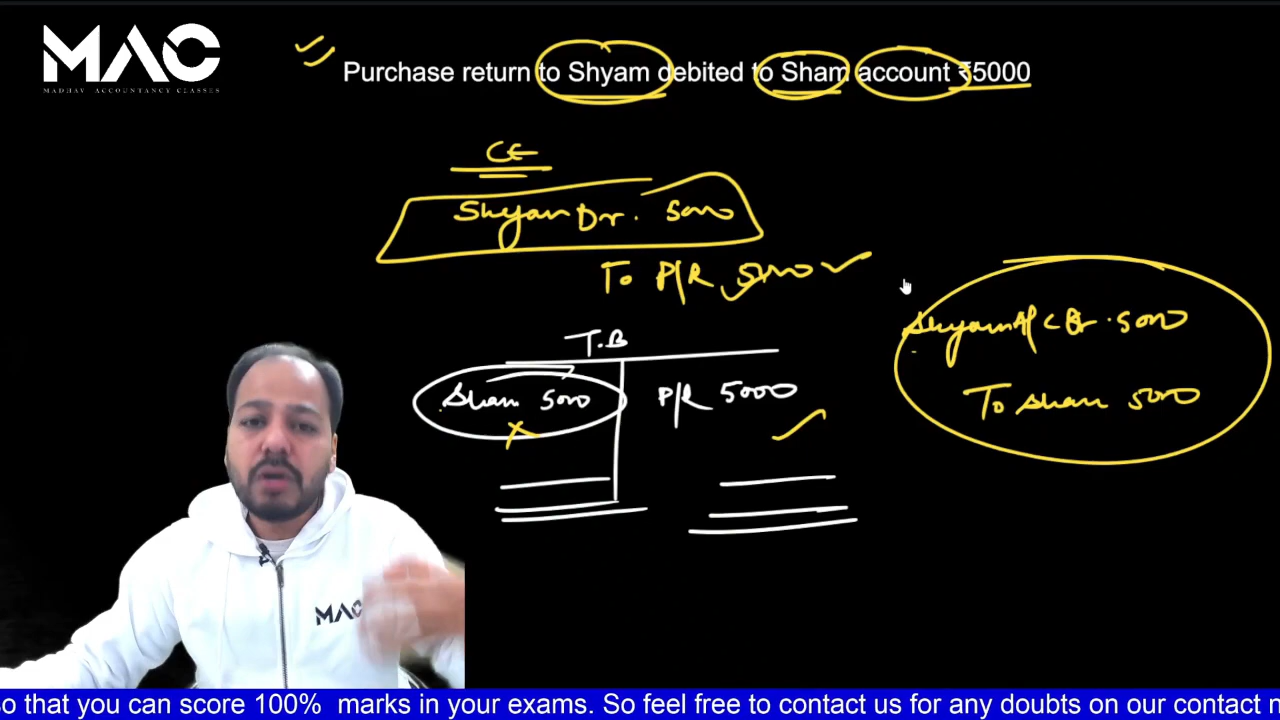 MAC
MADHAV ACCOUNTANCY CLASSES
Purchase return to Shyam debited to Sham account ₹5000
CE
Shyam Dr. 5000
To P/R 5000
Shyam A/c Dr. 5000
To Sham 5000
T.B
Sham 5000 P/R 5000
MAC
so that you can score 100% marks in your exams. So feel free to contact us for any doubts on our contact n